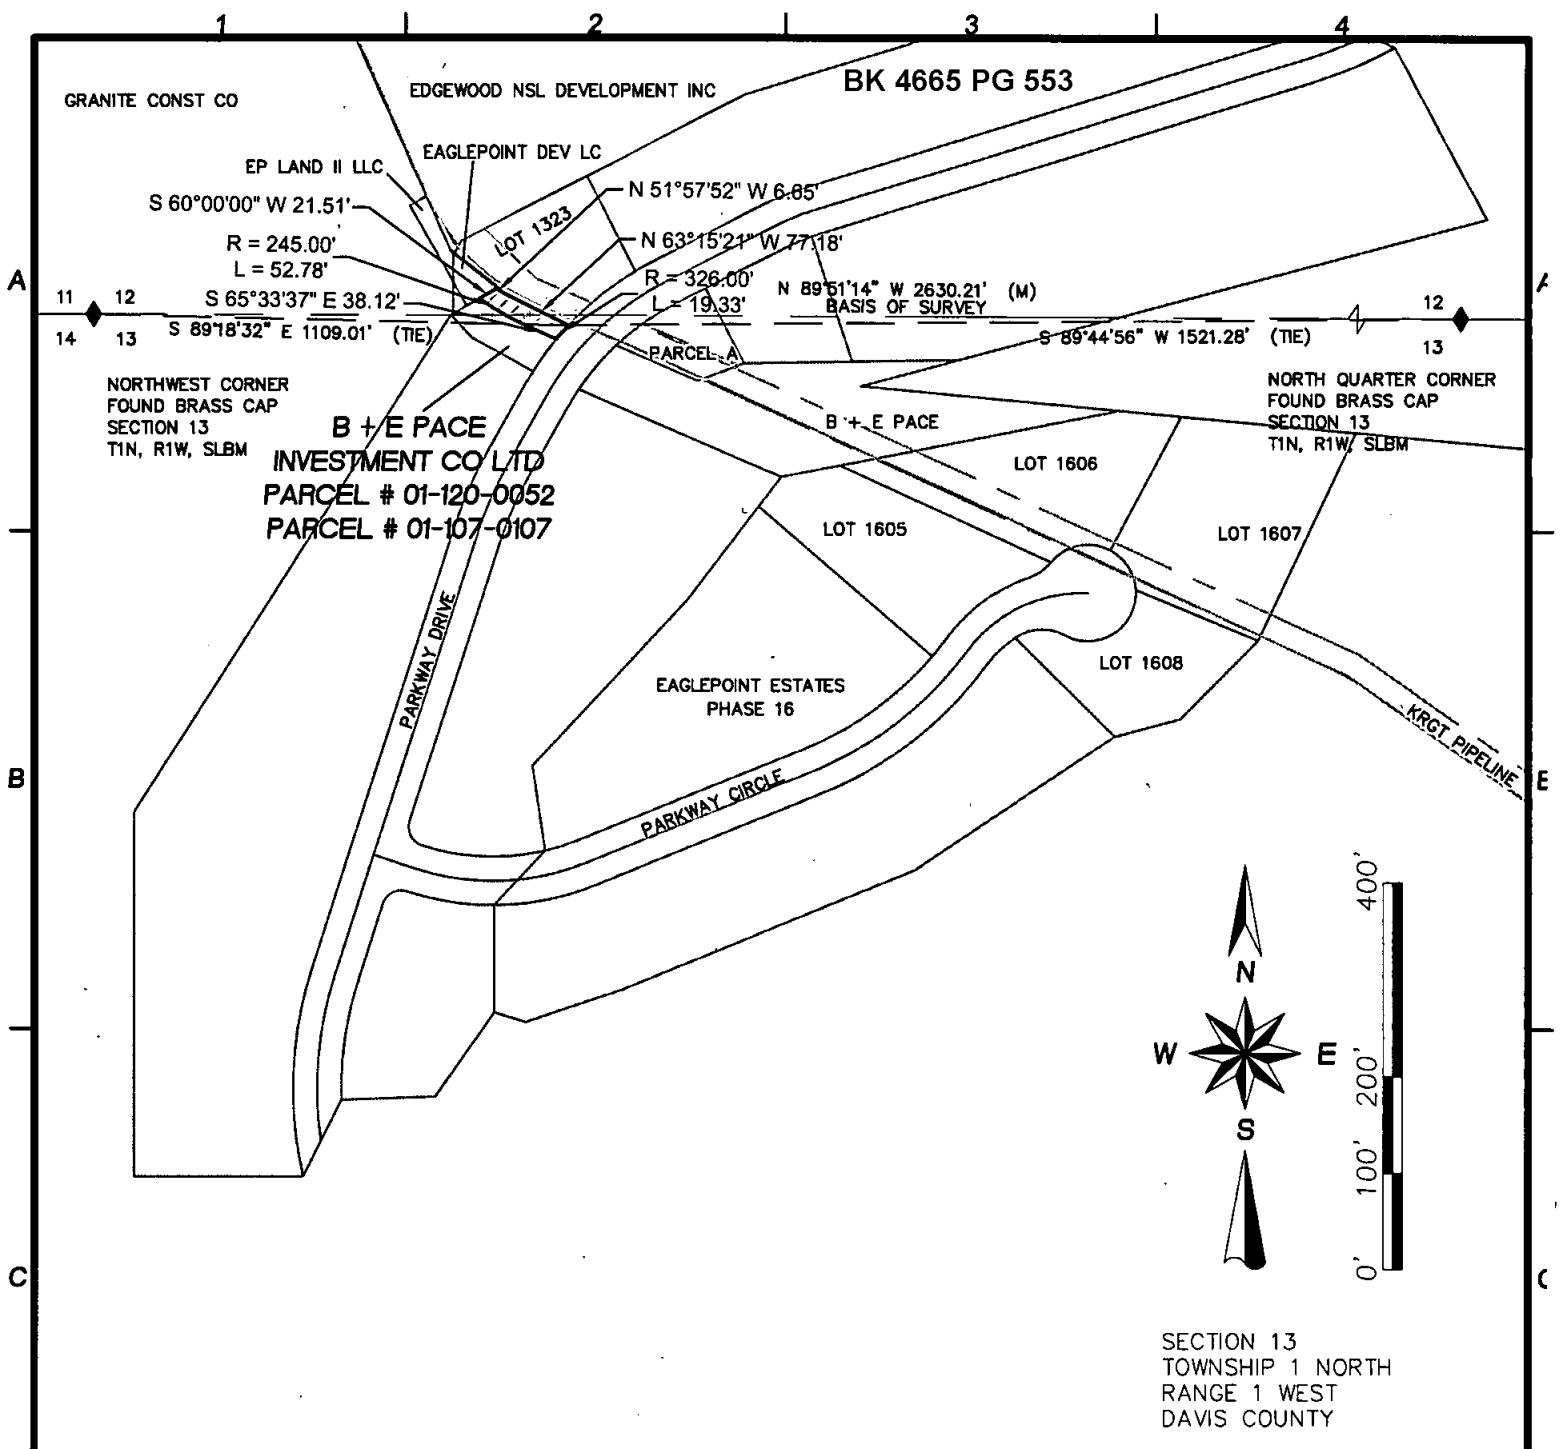 1 2 3 4
BK 4665 PG 553
GRANITE CONST CO
EDGEWOOD NSL DEVELOPMENT INC
EAGLEPOINT DEV LC
EP LAND II LLC
N 51°57'52" W 6.65'
S 60°00'00" W 21.51'
LOT 1323
R = 245.00'
L = 52.78'
N 63°15'21" W 77.18'
R = 326.00'
L = 19.33'
S 65°33'37" E 38.12'
N 89°51'14" W 2630.21' (M)
BASIS OF SURVEY
A
A
11 12
14 13
12
13
S 89°18'32" E 1109.01' (TIE)
S 89°44'56" W 1521.28' (TIE)
PARCEL A
NORTHWEST CORNER
FOUND BRASS CAP
SECTION 13
T1N, R1W, SLBM
NORTH QUARTER CORNER
FOUND BRASS CAP
SECTION 13
T1N, R1W, SLBM
B + E PACE
INVESTMENT CO LTD
PARCEL # 01-120-0052
PARCEL # 01-107-0107
B + E PACE
LOT 1606
LOT 1605
LOT 1607
LOT 1608
PARKWAY DRIVE
EAGLEPOINT ESTATES
PHASE 16
KRGT PIPELINE
B
B
PARKWAY CIRCLE
400'
200'
100'
0'
N
W E
S
C
C
SECTION 13
TOWNSHIP 1 NORTH
RANGE 1 WEST
DAVIS COUNTY